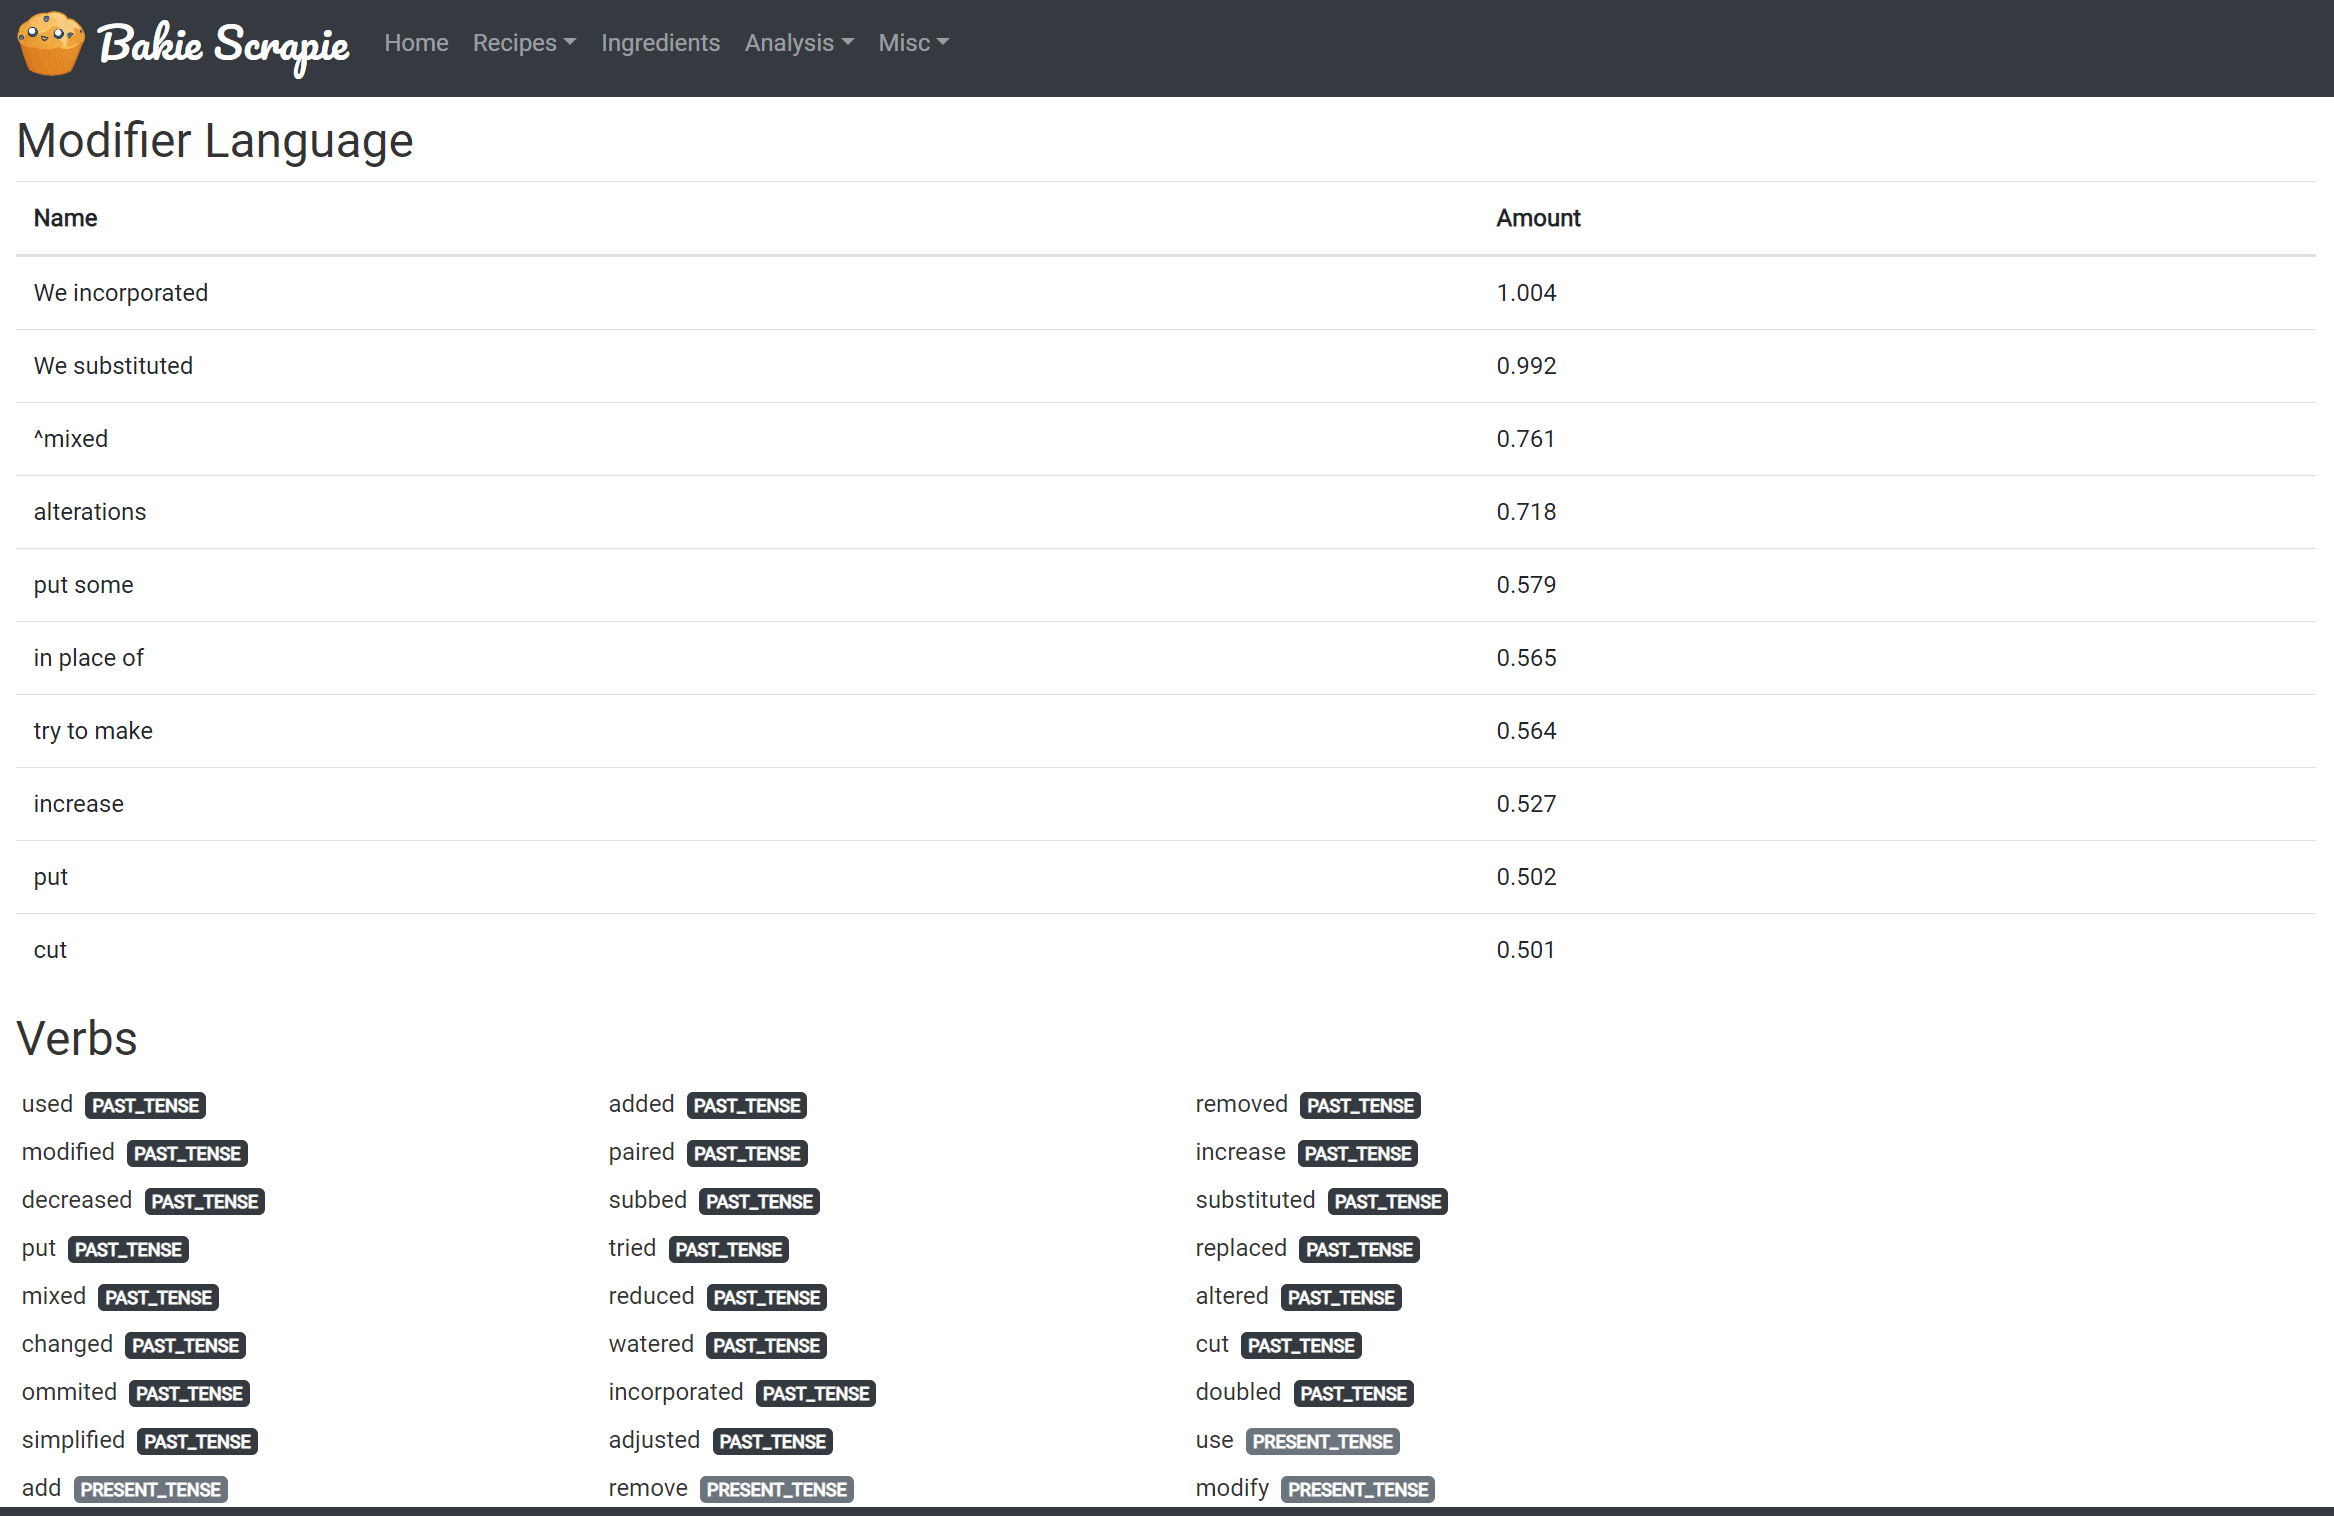 Bakie Scrapie Home Recipes Ingredients Analysis Misc
Modifier Language
Name Amount
We incorporated 1.004
We substituted 0.992
^mixed 0.761
alterations 0.718
put some 0.579
in place of 0.565
try to make 0.564
increase 0.527
put 0.502
cut 0.501
Verbs
used PAST_TENSE added PAST_TENSE removed PAST_TENSE
modified PAST_TENSE paired PAST_TENSE increase PAST_TENSE
decreased PAST_TENSE subbed PAST_TENSE substituted PAST_TENSE
put PAST_TENSE tried PAST_TENSE replaced PAST_TENSE
mixed PAST_TENSE reduced PAST_TENSE altered PAST_TENSE
changed PAST_TENSE watered PAST_TENSE cut PAST_TENSE
ommited PAST_TENSE incorporated PAST_TENSE doubled PAST_TENSE
simplified PAST_TENSE adjusted PAST_TENSE use PRESENT_TENSE
add PRESENT_TENSE remove PRESENT_TENSE modify PRESENT_TENSE